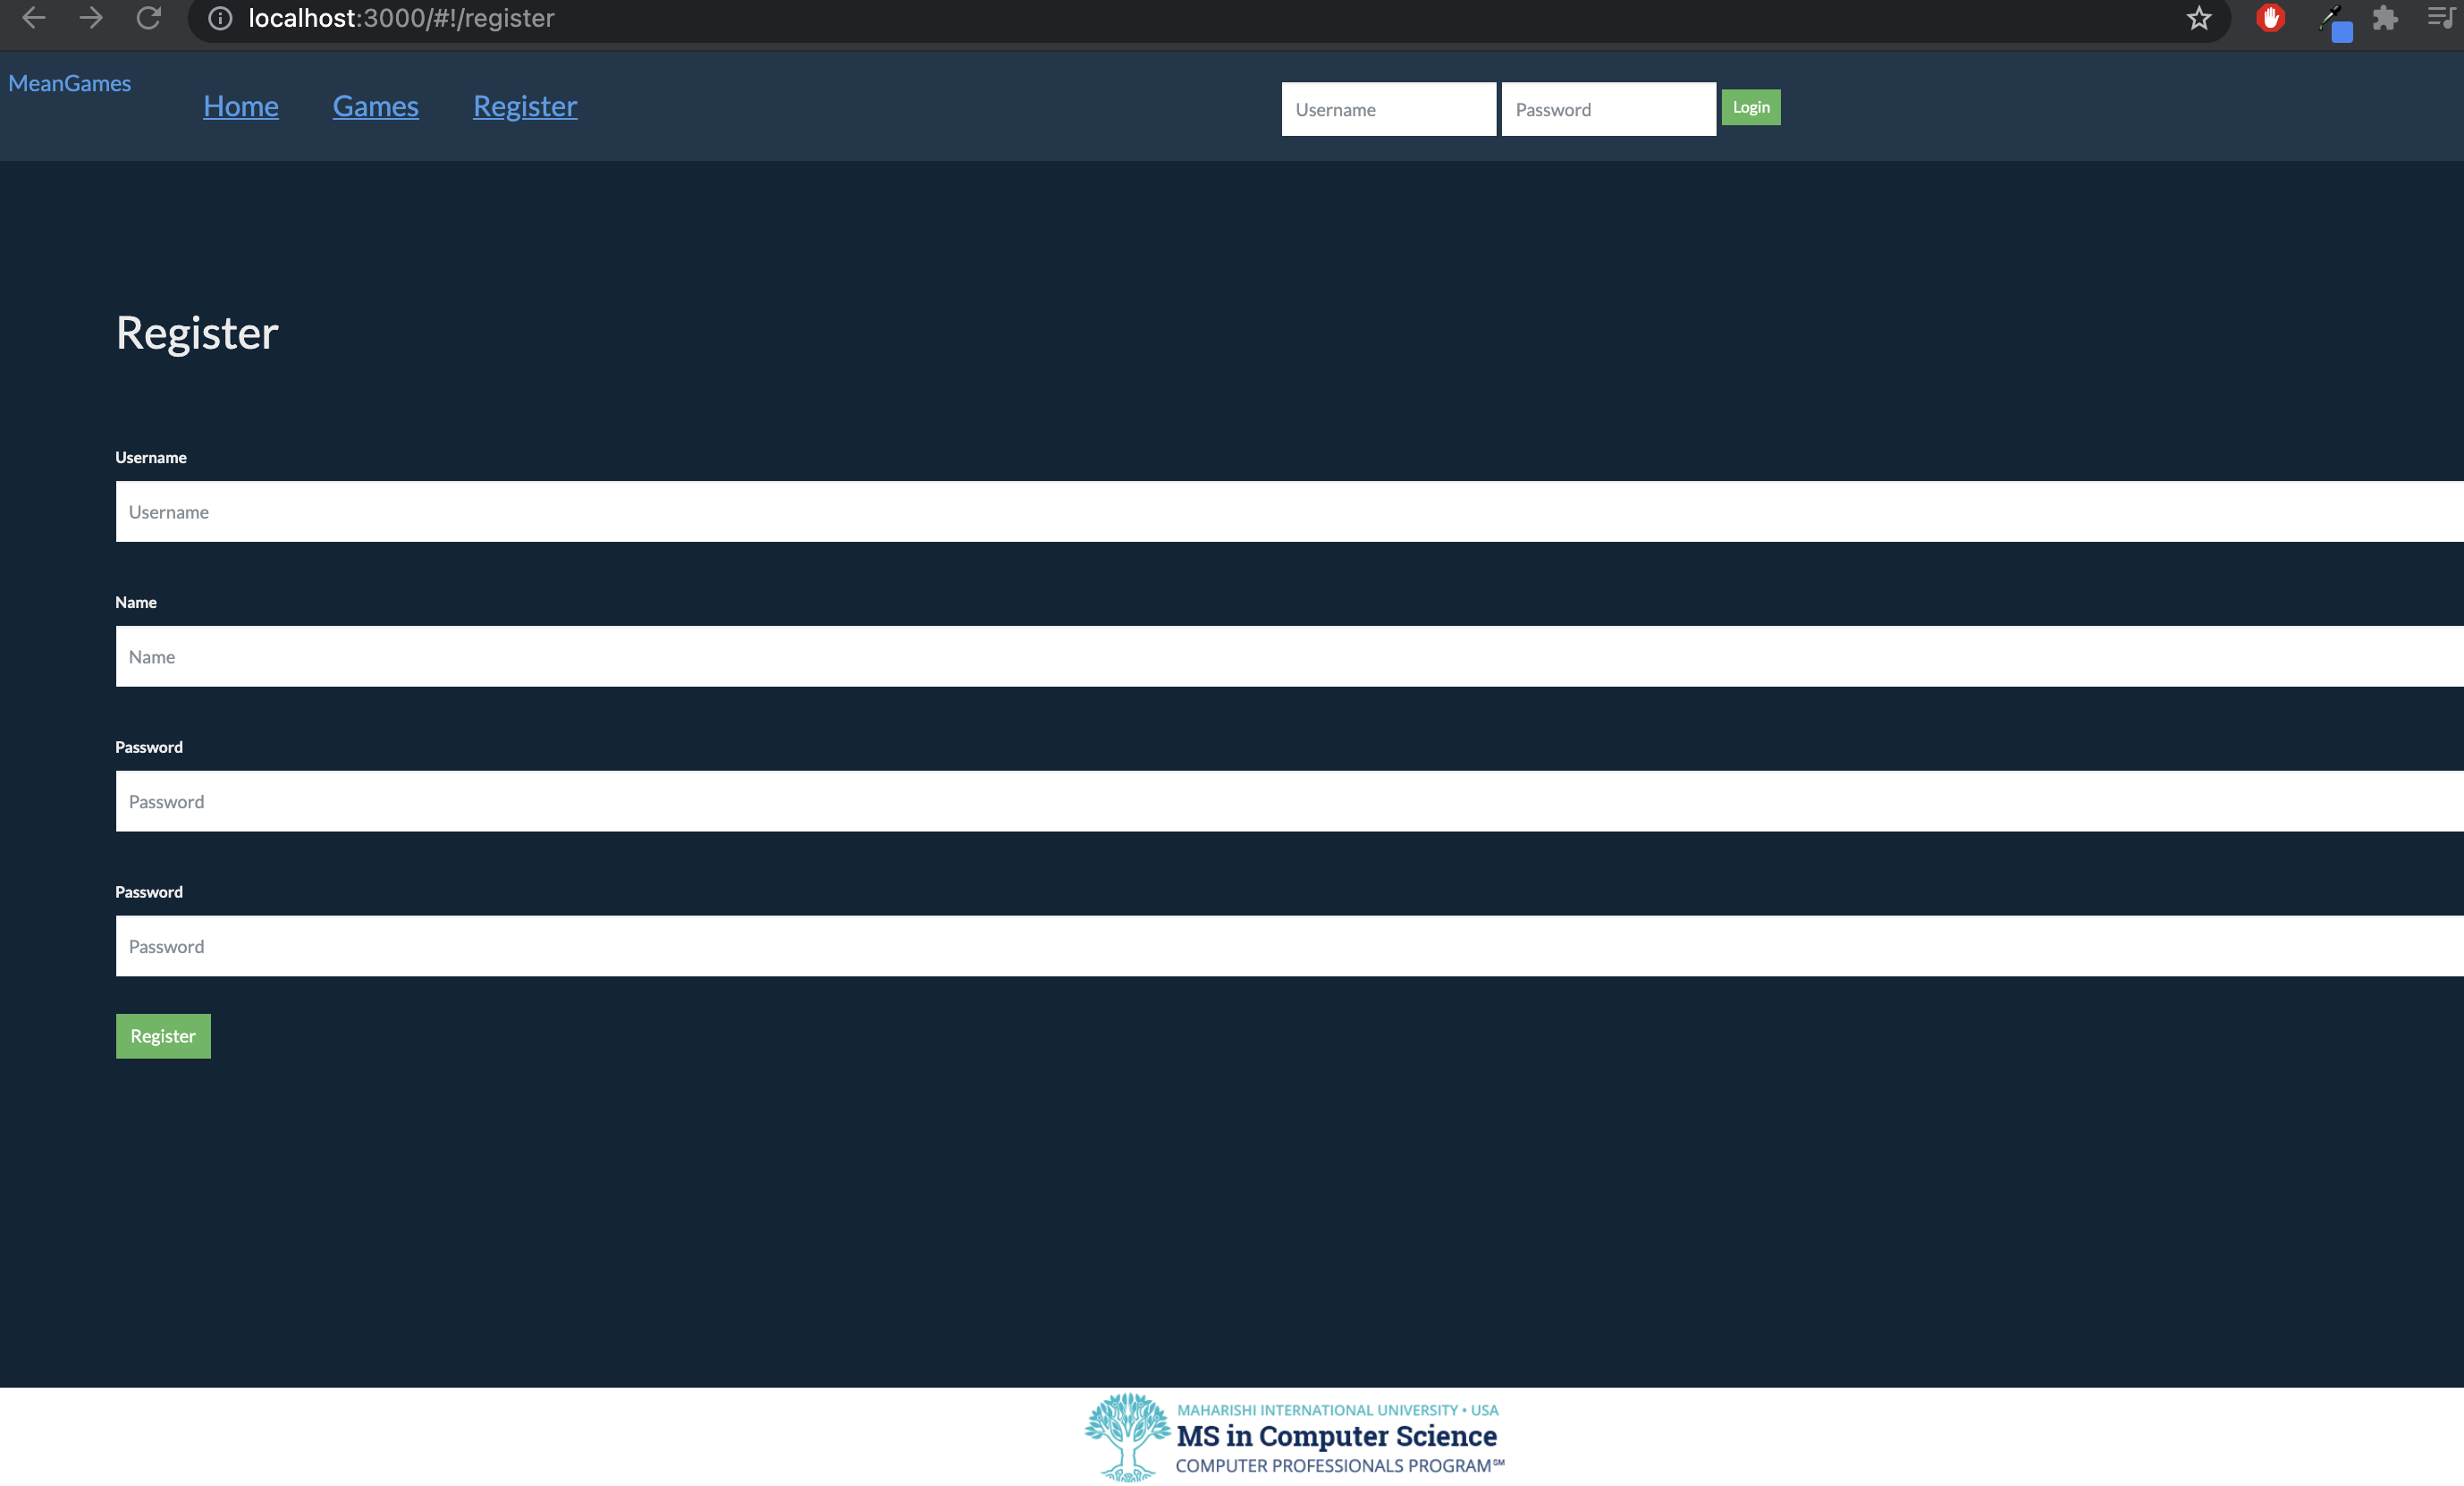 localhost:3000/#!/register
MeanGames
Home Games Register
Username Password Login
Register
Username
Username
Name
Name
Password
Password
Password
Password
Register
MAHARISHI INTERNATIONAL UNIVERSITY • USA
MS in Computer Science
COMPUTER PROFESSIONALS PROGRAM℠